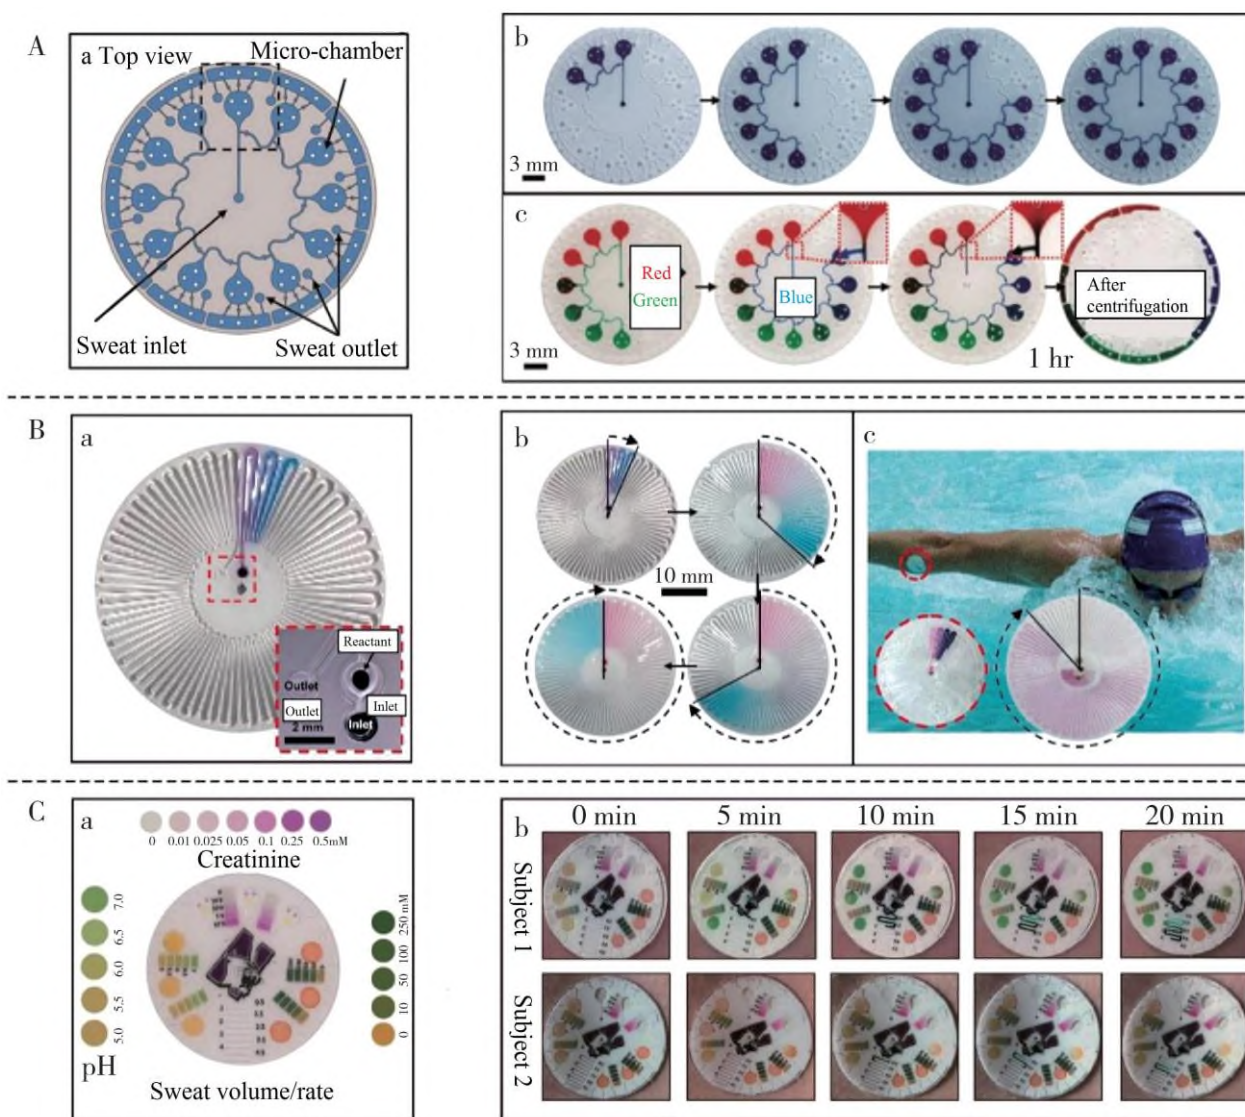 A
a Top view
Micro-chamber
Sweat inlet
Sweat outlet
b
3 mm
c
Red
Green
Blue
After
centrifugation
3 mm
1 hr
B
a
Reactant
Outlet
Outlet
Inlet
Inlet
2 mm
b
10 mm
c
C
a
0 0.01 0.025 0.05 0.1 0.25 0.5mM
Creatinine
7.0
6.5
6.0
5.5
5.0
pH
250 mM
100
50
10
0
Sweat volume/rate
b
0 min 5 min 10 min 15 min 20 min
Subject 1
Subject 2